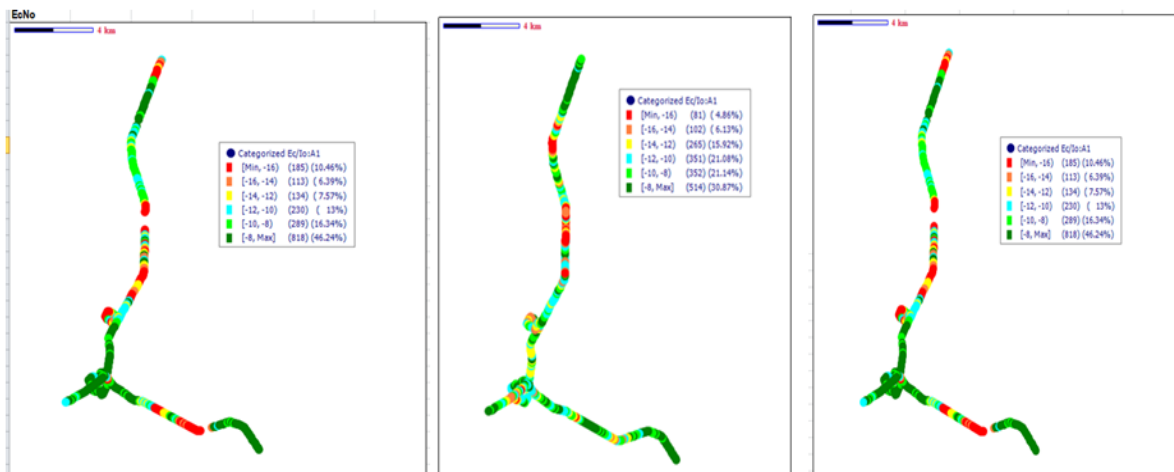 EcNo
4 km
Categorized Ec/Io:A1
[Min, -16) (185) (10.46%)
[-16, -14) (113) ( 6.39%)
[-14, -12) (134) ( 7.57%)
[-12, -10) (230) ( 13%)
[-10, -8) (289) (16.34%)
[-8, Max] (818) (46.24%)
4 km
Categorized Ec/Io:A1
[Min, -16) (81) ( 4.86%)
[-16, -14) (102) ( 6.13%)
[-14, -12) (265) (15.92%)
[-12, -10) (351) (21.08%)
[-10, -8) (352) (21.14%)
[-8, Max] (514) (30.87%)
4 km
Categorized Ec/Io:A1
[Min, -16) (185) (10.46%)
[-16, -14) (113) ( 6.39%)
[-14, -12) (134) ( 7.57%)
[-12, -10) (230) ( 13%)
[-10, -8) (289) (16.34%)
[-8, Max] (818) (46.24%)